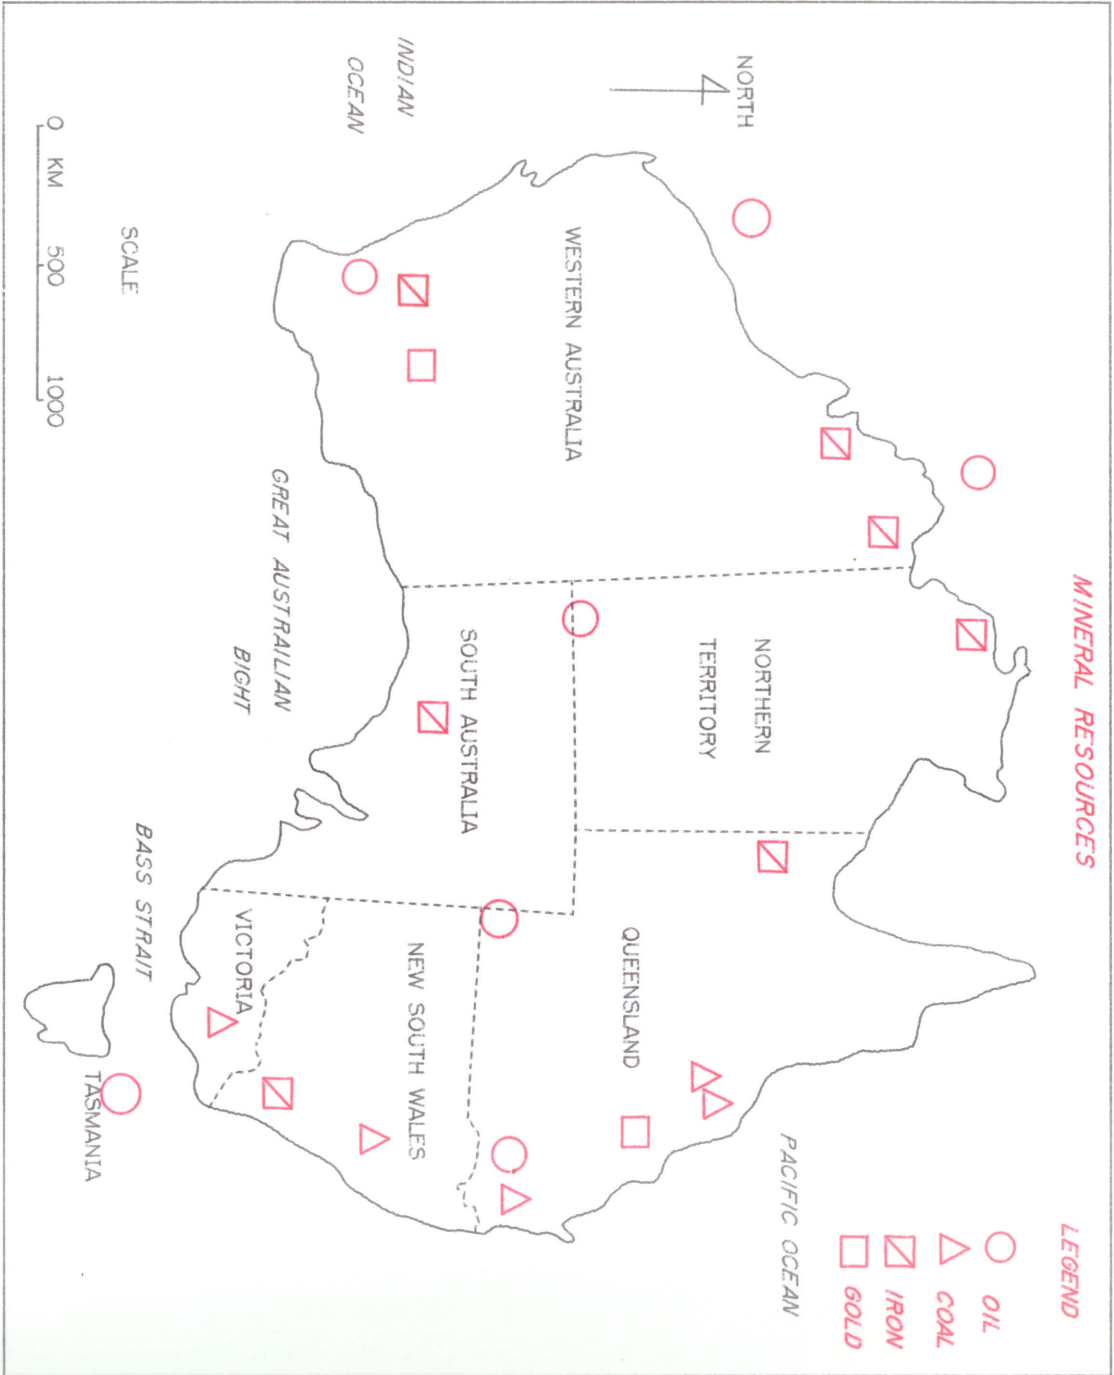 MINERAL RESOURCES
LEGEND
OIL
COAL
IRON
GOLD
NORTH
INDIAN
OCEAN
WESTERN AUSTRALIA
NORTHERN
TERRITORY
SOUTH AUSTRALIA
QUEENSLAND
NEW SOUTH WALES
VICTORIA
TASMANIA
PACIFIC OCEAN
GREAT AUSTRAILIAN
BIGHT
BASS STRAIT
SCALE
0 KM 500 1000